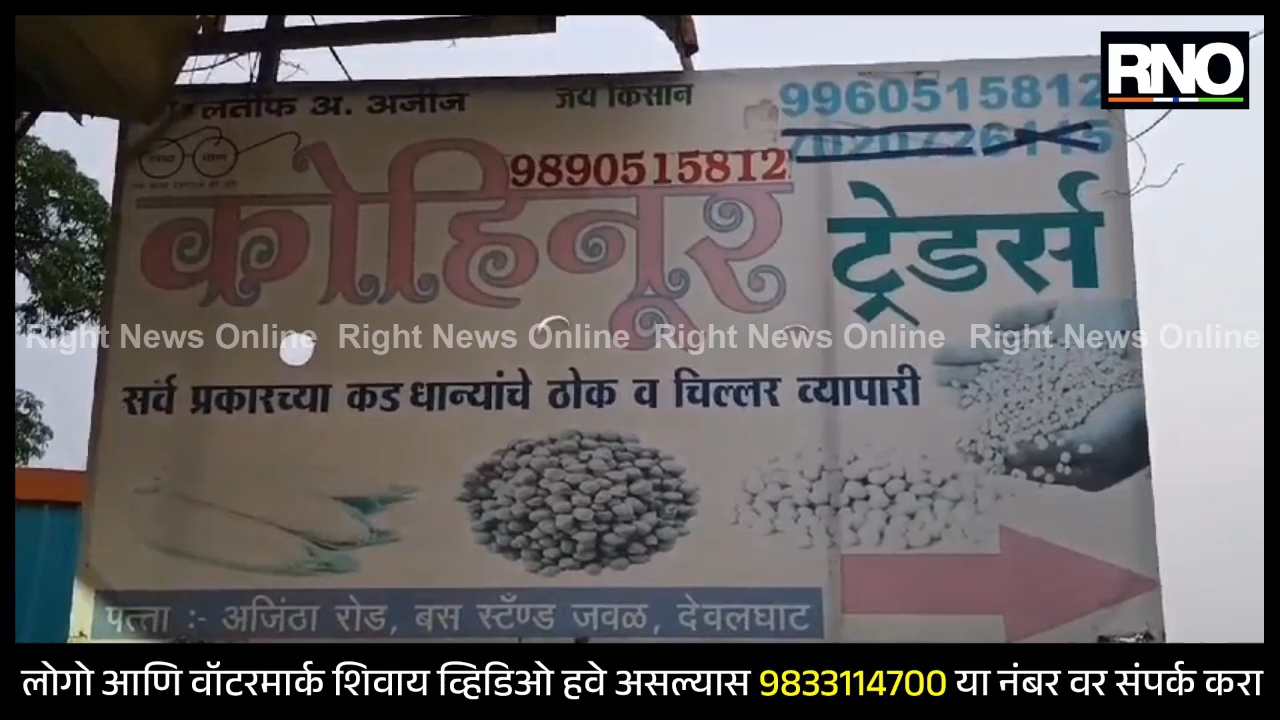 RNO
लतीफ अ. अजीज
जय किसान
9960515812
7020726115
9890515812
कोहिनूर
ट्रेडर्स
Right News Online Right News Online Right News Online Right News Online
सर्व प्रकारच्या कडधान्यांचे ठोक व चिल्लर व्यापारी
पत्ता :- अजिंठा रोड, बस स्टँण्ड जवळ, देवलघाट
लोगो आणि वॉटरमार्क शिवाय व्हिडिओ हवे असल्यास 9833114700 या नंबर वर संपर्क करा